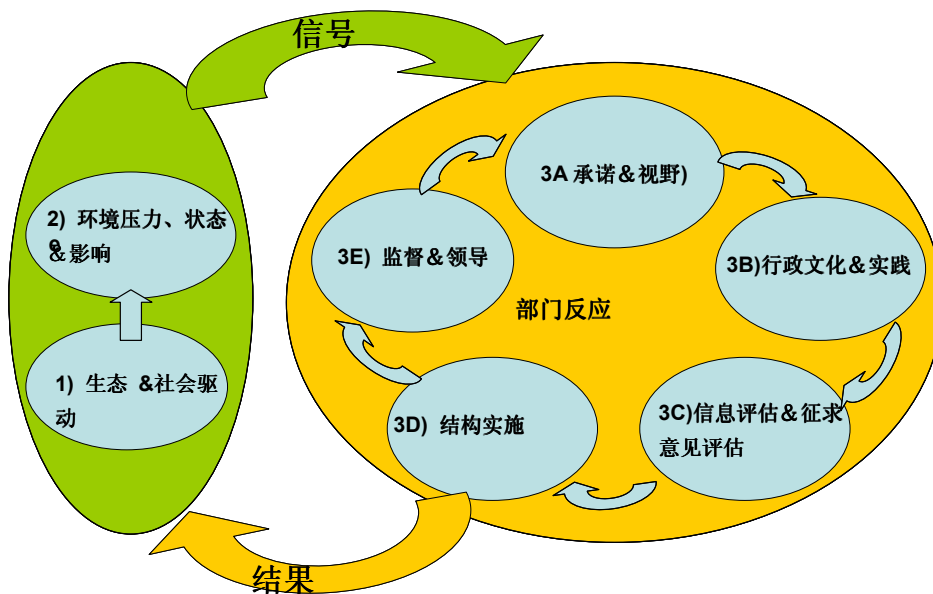 信号
2) 环境压力、状态
&影响
1) 生态 &社会驱
动
3A 承诺&视野)
3B)行政文化&实践
3C)信息评估&征求
意见评估
3D) 结构实施
3E) 监督&领导
部门反应
结果